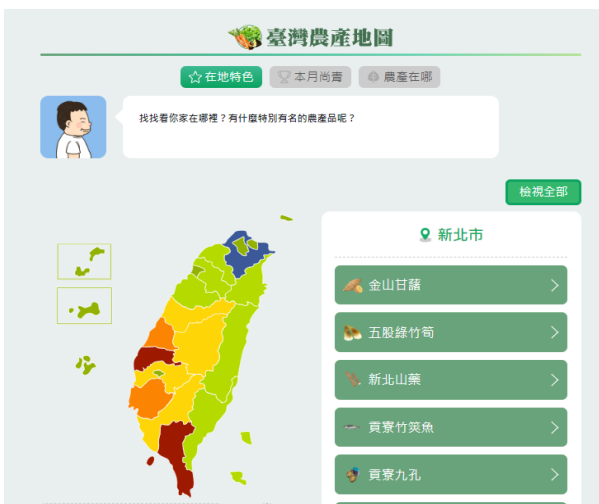 臺灣農產地圖
在地特色
本月尚青
農產在哪
找找看你家在哪裡？有什麼特別有名的農產品呢？
檢視全部
新北市
金山甘藷
五股綠竹筍
新北山藥
貢寮竹筴魚
貢寮九孔